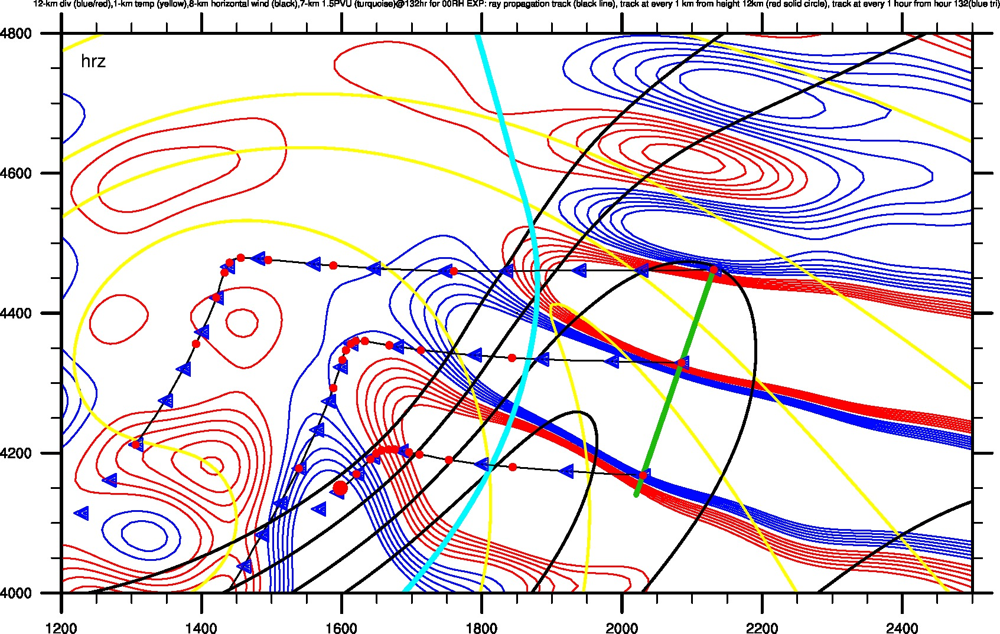 12-km div (blue/red),1-km temp (yellow),8-km horizontal wind (black),7-km 1.5PVU (turquoise)@132hr for 00RH EXP: ray propagation track (black line), track at every 1 km from height 12km (red solid circle), track at every 1 hour from hour 132(blue tri)
4800
hrz
4600
4400
4200
4000
1200 1400 1600 1800 2000 2200 2400